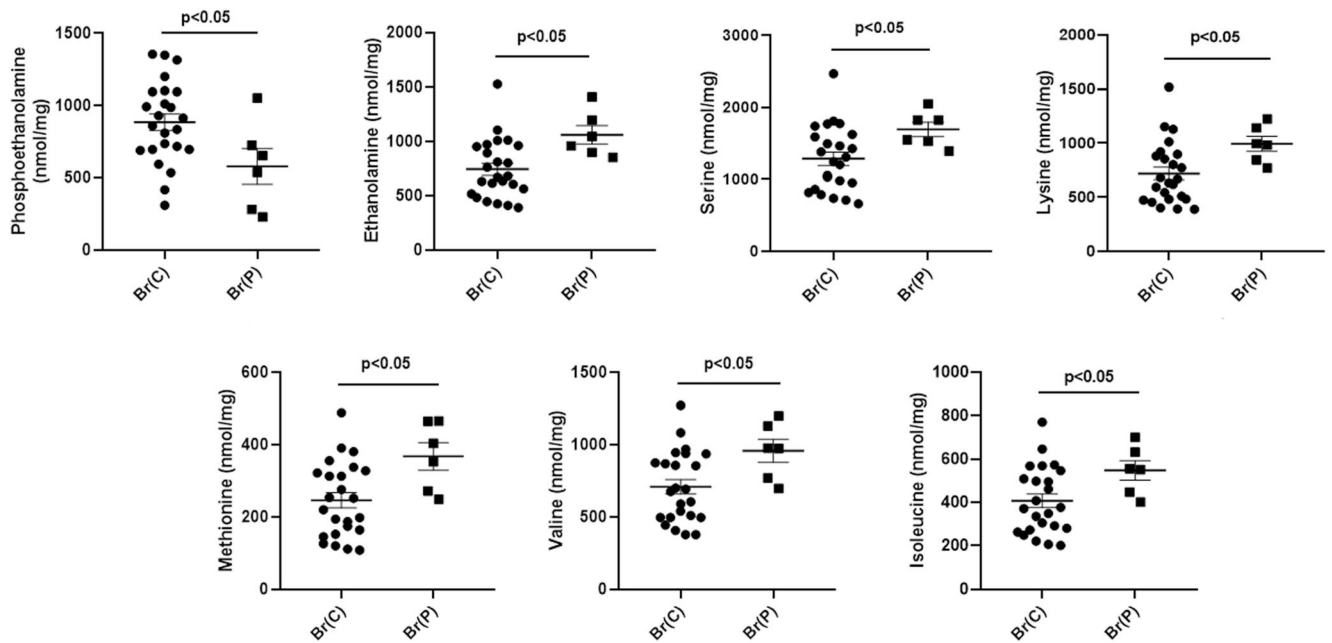 p<0.05
Phosphoethanolamine
(nmol/mg)
1500
1000
500
0
Br(C)
Br(P)
p<0.05
Ethanolamine (nmol/mg)
2000
1500
1000
500
0
Br(C)
Br(P)
p<0.05
Serine (nmol/mg)
3000
2000
1000
0
Br(C)
Br(P)
p<0.05
Lysine (nmol/mg)
2000
1500
1000
500
0
Br(C)
Br(P)
p<0.05
Methionine (nmol/mg)
600
400
200
0
Br(C)
Br(P)
p<0.05
Valine (nmol/mg)
1500
1000
500
0
Br(C)
Br(P)
p<0.05
Isoleucine (nmol/mg)
1000
800
600
400
200
0
Br(C)
Br(P)